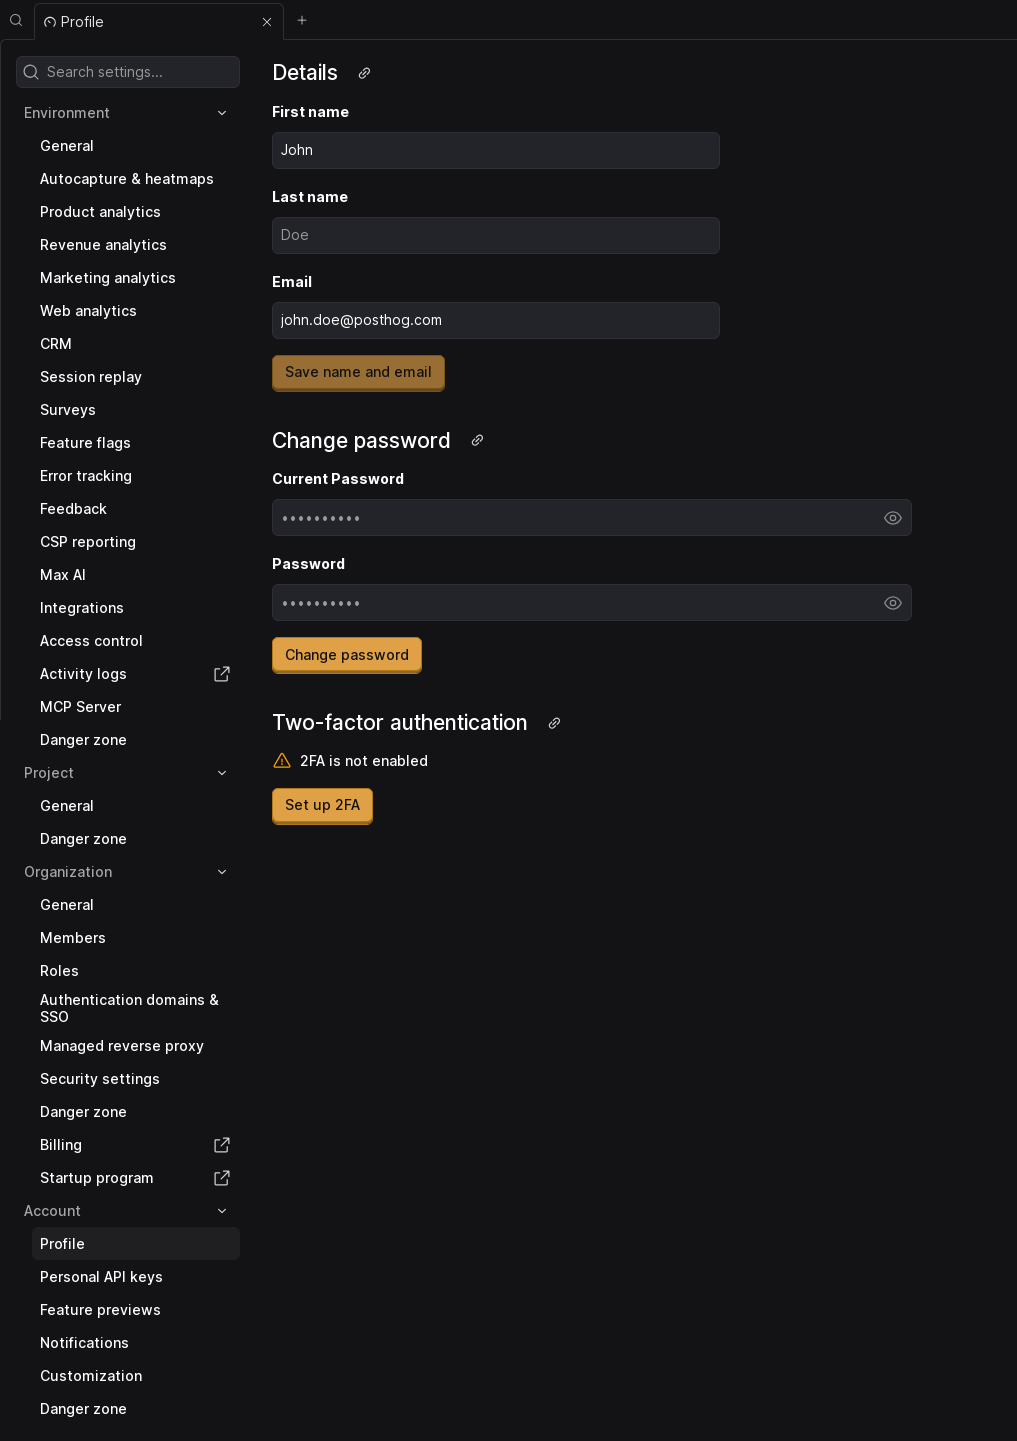 Profile
Search settings...
Environment
General
Autocapture & heatmaps
Product analytics
Revenue analytics
Marketing analytics
Web analytics
CRM
Session replay
Surveys
Feature flags
Error tracking
Feedback
CSP reporting
Max AI
Integrations
Access control
Activity logs
MCP Server
Danger zone
Project
General
Danger zone
Organization
General
Members
Roles
Authentication domains &
SSO
Managed reverse proxy
Security settings
Danger zone
Billing
Startup program
Account
Profile
Personal API keys
Feature previews
Notifications
Customization
Danger zone
Details
First name
John
Last name
Doe
Email
john.doe@posthog.com
Save name and email
Change password
Current Password
••••••••••
Password
••••••••••
Change password
Two-factor authentication
2FA is not enabled
Set up 2FA